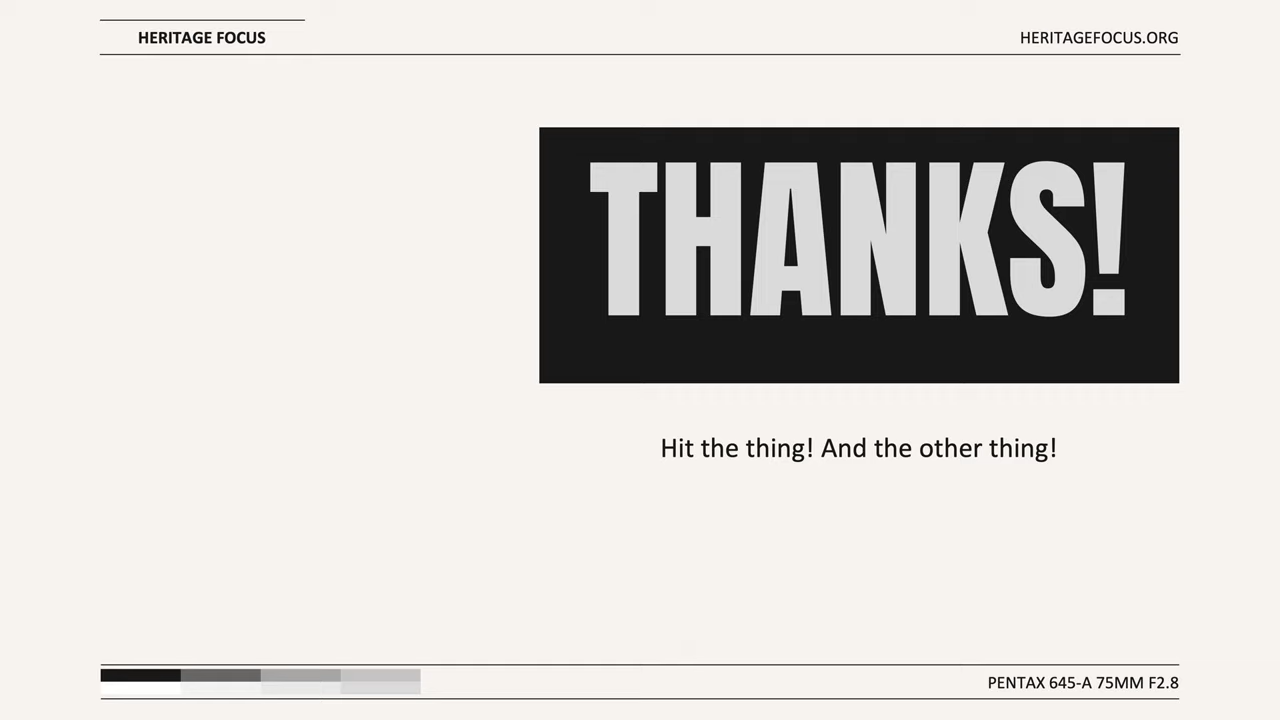 HERITAGE FOCUS
HERITAGEFOCUS.ORG
THANKS!
Hit the thing! And the other thing!
PENTAX 645-A 75MM F2.8